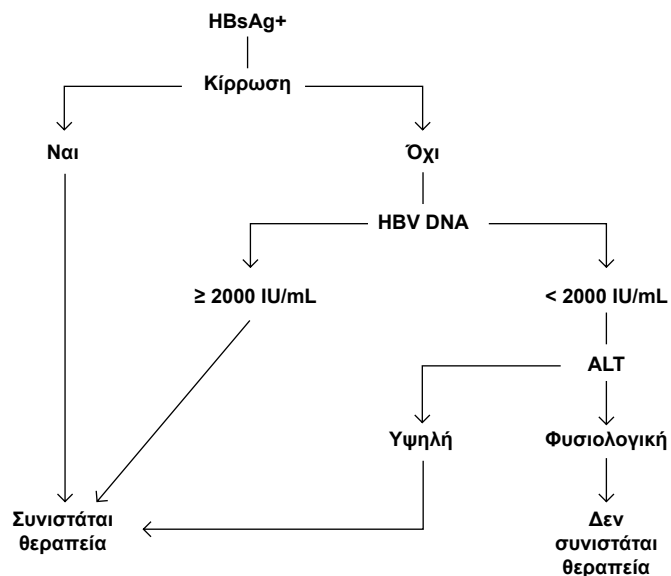 HBsAg+
Κίρρωση
Ναι
Όχι
HBV DNA
≥ 2000 IU/mL
< 2000 IU/mL
ALT
Υψηλή
Φυσιολογική
Συνιστάται
θεραπεία
Δεν
συνιστάται
θεραπεία